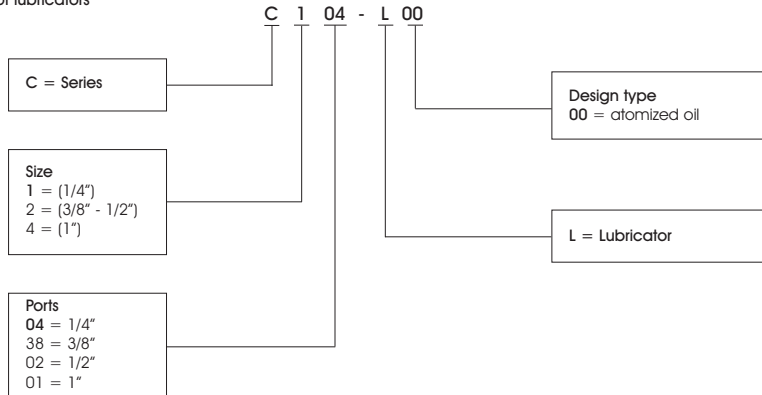 of lubricators
C 1 04 - L 00
C = Series
Design type
00 = atomized oil
Size
1 = (1/4")
2 = (3/8" - 1/2")
4 = (1")
L = Lubricator
Ports
04 = 1/4"
38 = 3/8"
02 = 1/2"
01 = 1"